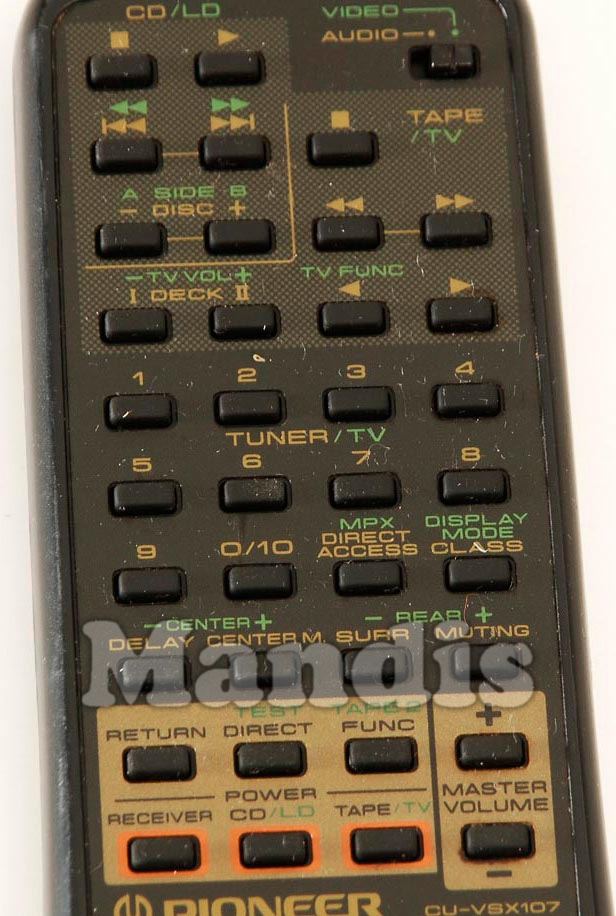 CD/LD VIDEO
AUDIO
TAPE
/TV
A SIDE B
- DISC +
-TV VOL+ TV FUNC
I DECK II
1 2 3 4
TUNER/TV
5 6 7 8
MPX DISPLAY
DIRECT MODE
9 0/10 ACCESS CLASS
-CENTER+ - REAR +
DELAY CENTER M. SURR MUTING
Mandis
TEST TAPE 2
RETURN DIRECT FUNC +
POWER MASTER
RECEIVER CD/LD TAPE/TV VOLUME
-
PIONEER CU-VSX107